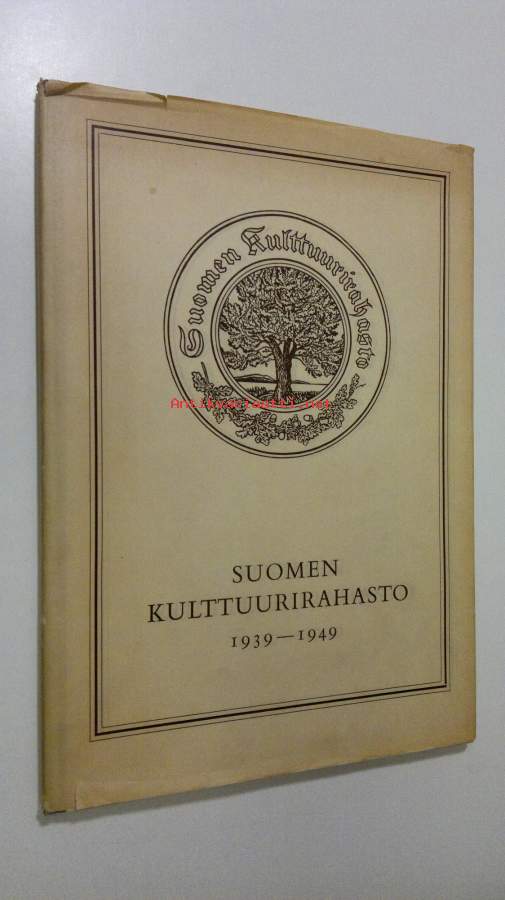 Suomen Kulttuurirahasto
Antikvariaatti.net
SUOMEN
KULTTUURIRAHASTO
1939—1949